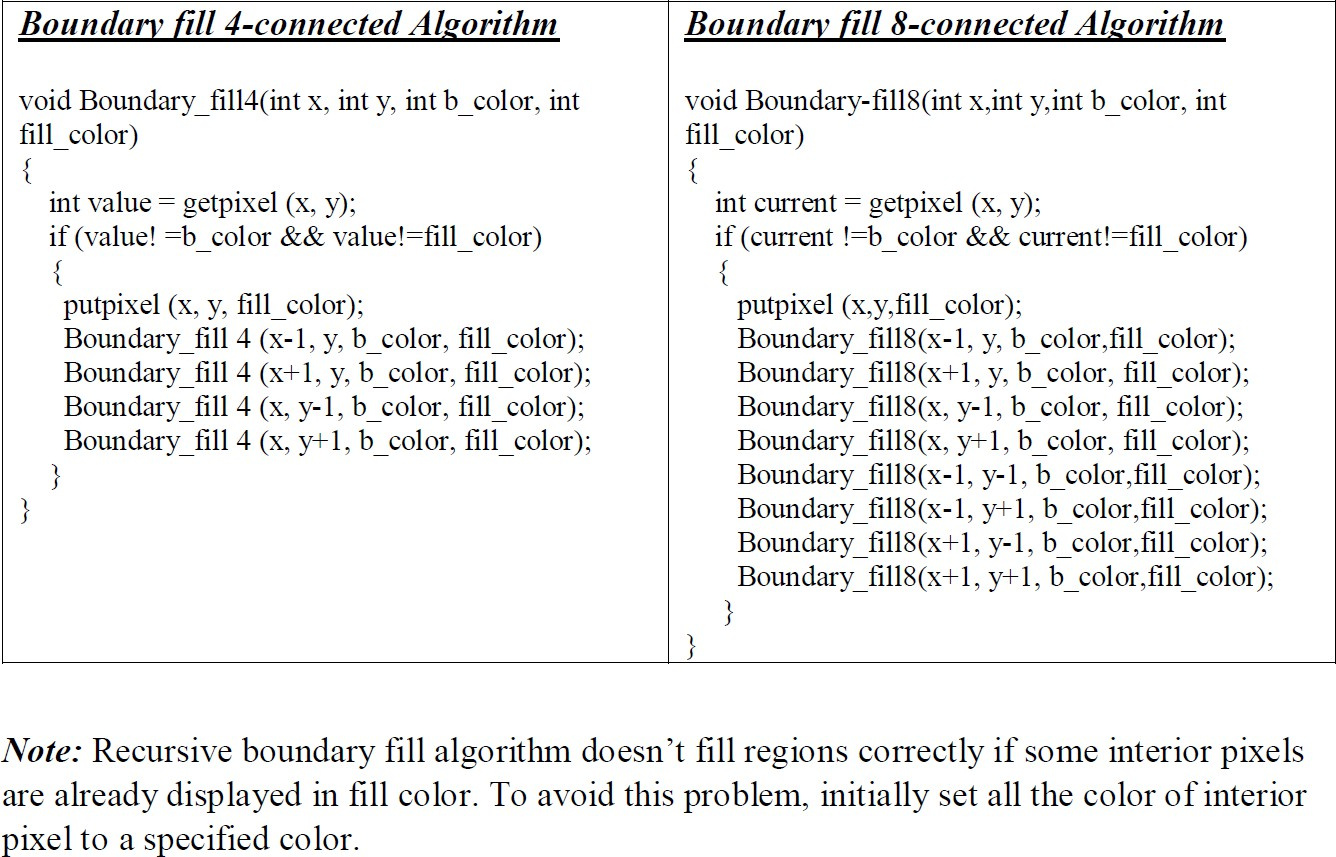 Boundary fill 4-connected Algorithm
void Boundary_fill4(int x, int y, int b_color, int
fill_color)
{
int value = getpixel (x, y);
if (value! =b_color && value!=fill_color)
{
putpixel (x, y, fill_color);
Boundary_fill 4 (x-1, y, b_color, fill_color);
Boundary_fill 4 (x+1, y, b_color, fill_color);
Boundary_fill 4 (x, y-1, b_color, fill_color);
Boundary_fill 4 (x, y+1, b_color, fill_color);
}
}
Boundary fill 8-connected Algorithm
void Boundary-fill8(int x,int y,int b_color, int
fill_color)
{
int current = getpixel (x, y);
if (current !=b_color && current!=fill_color)
{
putpixel (x,y,fill_color);
Boundary_fill8(x-1, y, b_color,fill_color);
Boundary_fill8(x+1, y, b_color, fill_color);
Boundary_fill8(x, y-1, b_color, fill_color);
Boundary_fill8(x, y+1, b_color, fill_color);
Boundary_fill8(x-1, y-1, b_color,fill_color);
Boundary_fill8(x-1, y+1, b_color,fill_color);
Boundary_fill8(x+1, y-1, b_color,fill_color);
Boundary_fill8(x+1, y+1, b_color,fill_color);
}
}
Note: Recursive boundary fill algorithm doesn’t fill regions correctly if some interior pixels
are already displayed in fill color. To avoid this problem, initially set all the color of interior
pixel to a specified color.